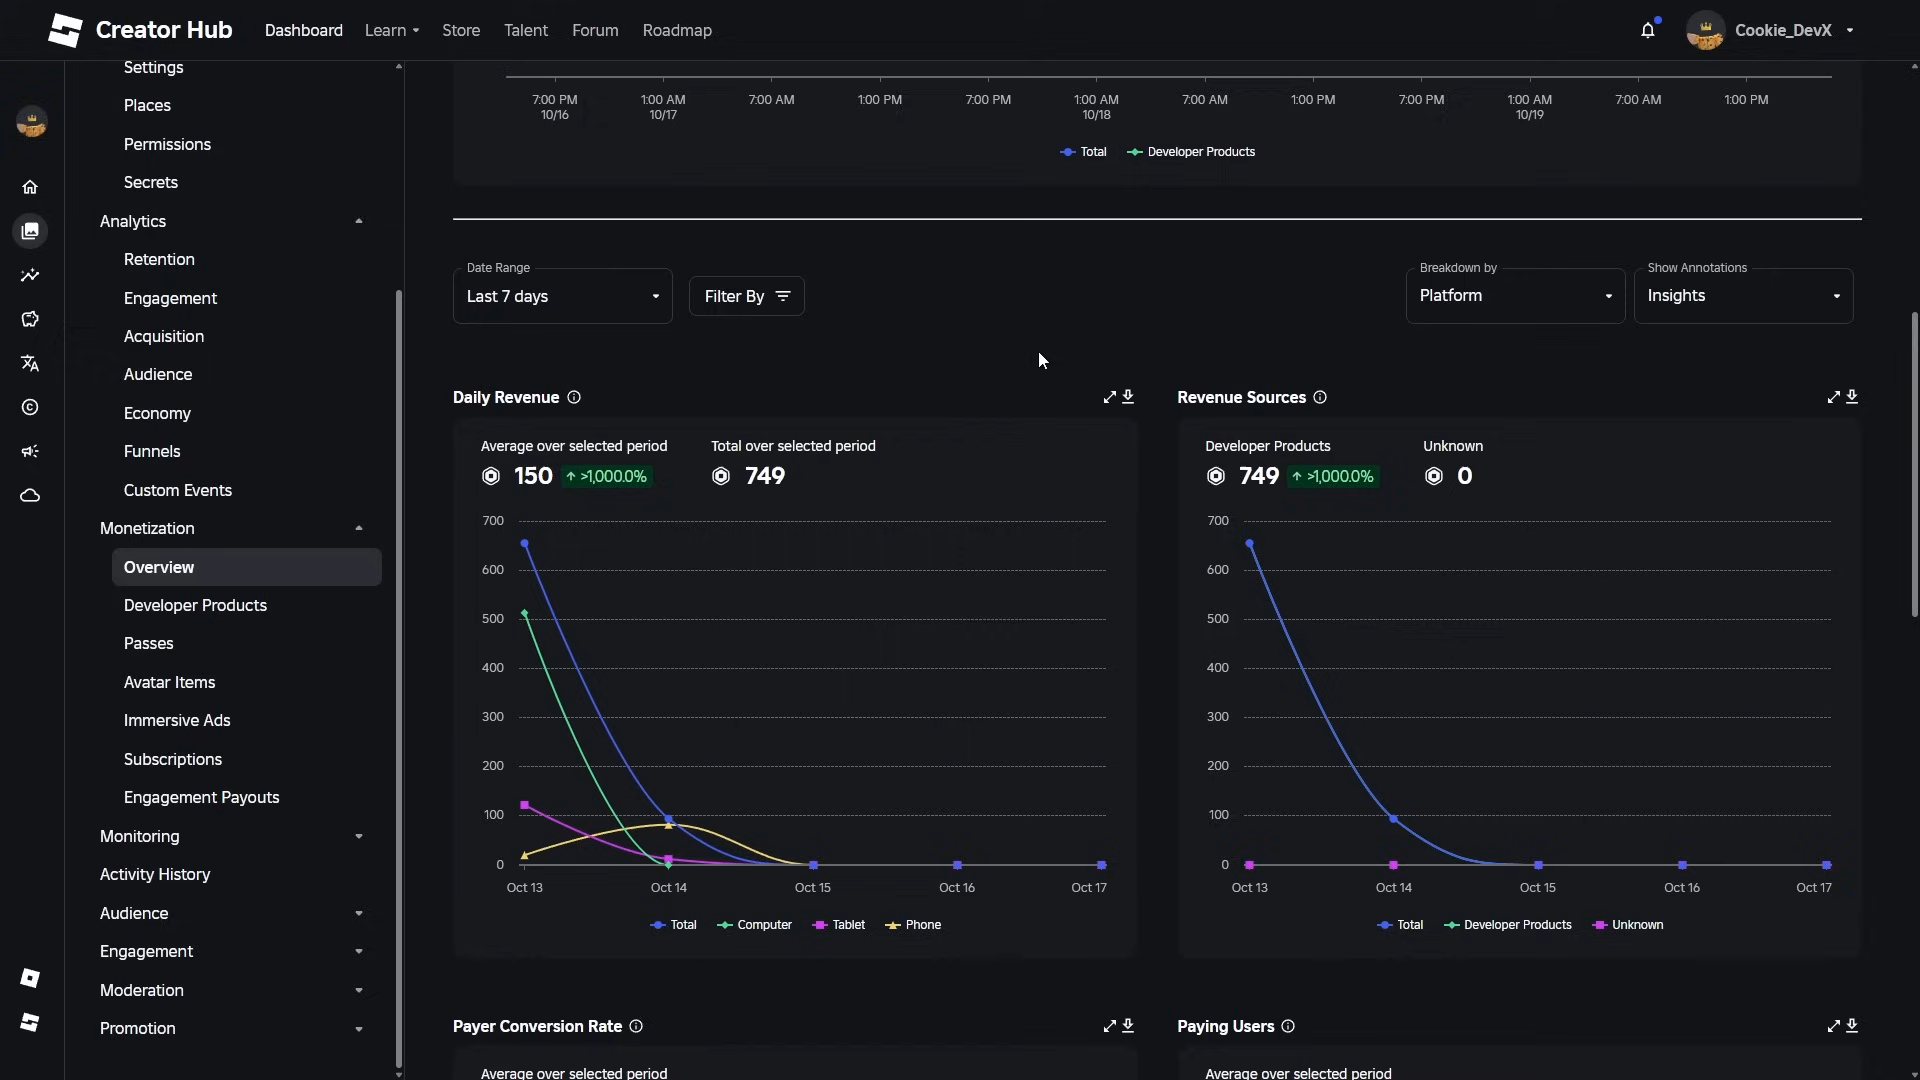 Creator Hub
Dashboard
Learn
Store
Talent
Forum
Roadmap
Cookie_DevX
Settings
Places
Permissions
Secrets
Analytics
Retention
Engagement
Acquisition
Audience
Economy
Funnels
Custom Events
Monetization
Overview
Developer Products
Passes
Avatar Items
Immersive Ads
Subscriptions
Engagement Payouts
Monitoring
Activity History
Audience
Engagement
Moderation
Promotion
7:00 PM 1:00 AM 7:00 AM 1:00 PM 7:00 PM 1:00 AM 7:00 AM 1:00 PM 7:00 PM 1:00 AM 7:00 AM 1:00 PM
10/16 10/17 10/18 10/19
Total Developer Products
Date Range
Last 7 days
Filter By
Breakdown by
Platform
Show Annotations
Insights
Daily Revenue
Average over selected period
150 >1,000.0%
Total over selected period
749
700
600
500
400
300
200
100
0
Oct 13 Oct 14 Oct 15 Oct 16 Oct 17
Total Computer Tablet Phone
Revenue Sources
Developer Products
749 >1,000.0%
Unknown
0
700
600
500
400
300
200
100
0
Oct 13 Oct 14 Oct 15 Oct 16 Oct 17
Total Developer Products Unknown
Payer Conversion Rate
Average over selected period
Paying Users
Average over selected period